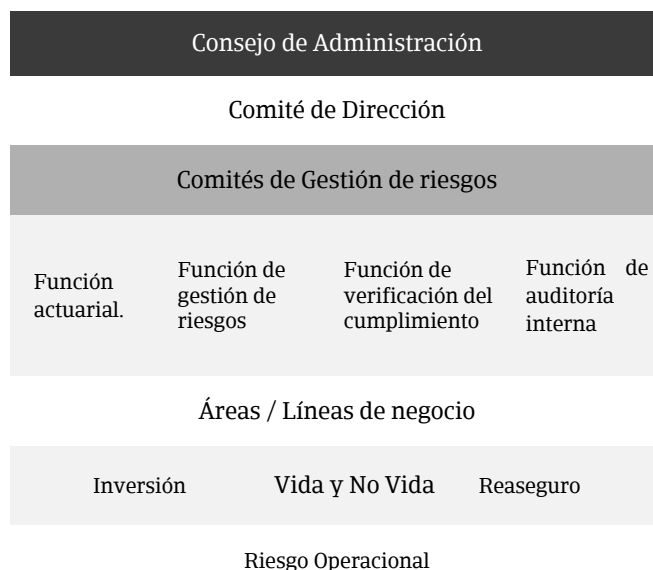 Consejo de Administración
Comité de Dirección
Comités de Gestión de riesgos
Función
actuarial.
Función de
gestión de
riesgos
Función de
verificación del
cumplimiento
Función de
auditoría
interna
Áreas / Líneas de negocio
Inversión
Vida y No Vida
Reaseguro
Riesgo Operacional